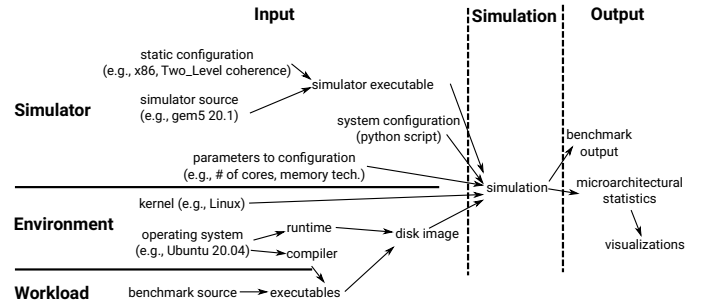 Input
Simulation
Output
static configuration
(e.g., x86, Two_Level coherence)
simulator executable
Simulator
simulator source
(e.g., gem5 20.1)
system configuration
(python script)
benchmark
output
parameters to configuration
(e.g., # of cores, memory tech.)
simulation
microarchitectural
statistics
kernel (e.g., Linux)
Environment
operating system
(e.g., Ubuntu 20.04)
runtime
disk image
compiler
visualizations
Workload
benchmark source
executables